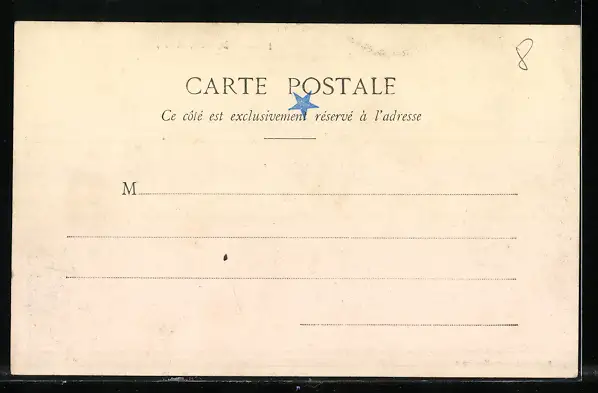 8
CARTE POSTALE
Ce côté est exclusivement réservé à l'adresse
M